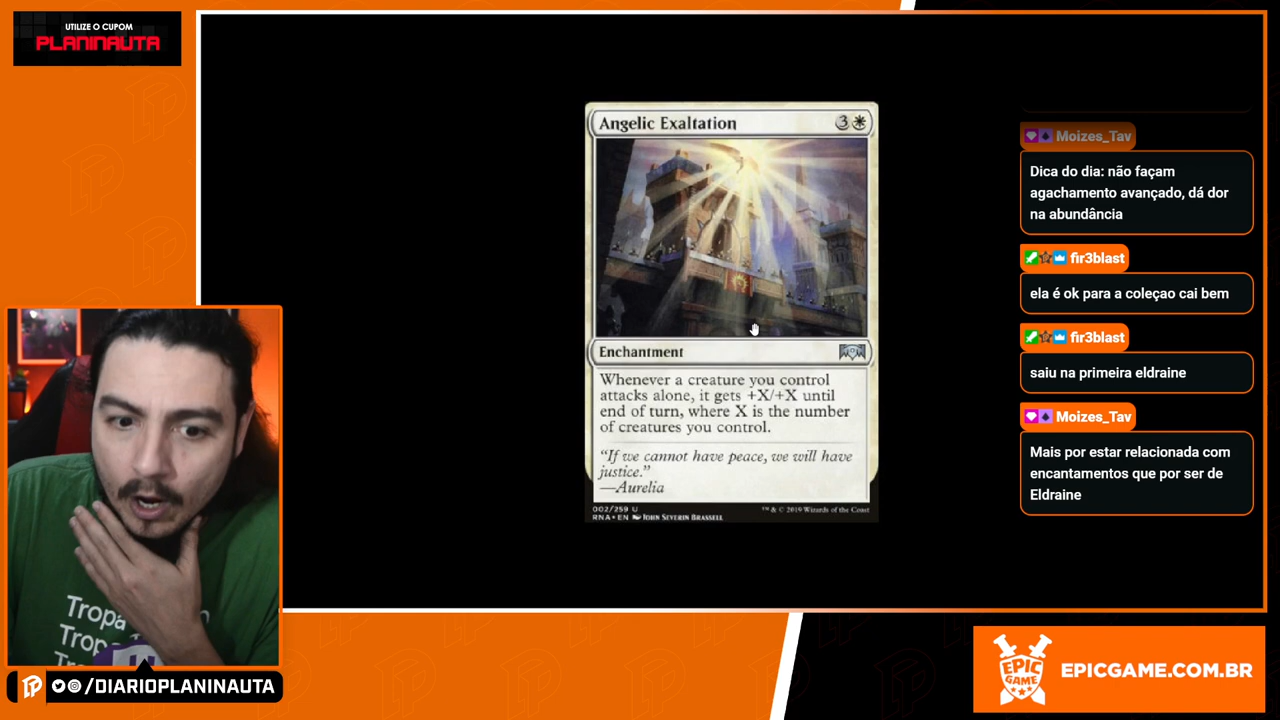 UTILIZE O CUPOM
PLANINAUTA
Angelic Exaltation 3
Enchantment
Whenever a creature you control
attacks alone, it gets +X/+X until
end of turn, where X is the number
of creatures you control.
“If we cannot have peace, we will have
justice.”
—Aurelia
002/259 U
RNA • EN John Severin Brassell
™ & © 2019 Wizards of the Coast
Moizes_Tav
Dica do dia: não façam
agachamento avançado, dá dor
na abundância
fir3blast
ela é ok para a coleçao cai bem
fir3blast
saiu na primeira eldraine
Moizes_Tav
Mais por estar relacionada com
encantamentos que por ser de
Eldraine
Tropa
/DIARIOPLANINAUTA
EPIC
GAME
EPICGAME.COM.BR